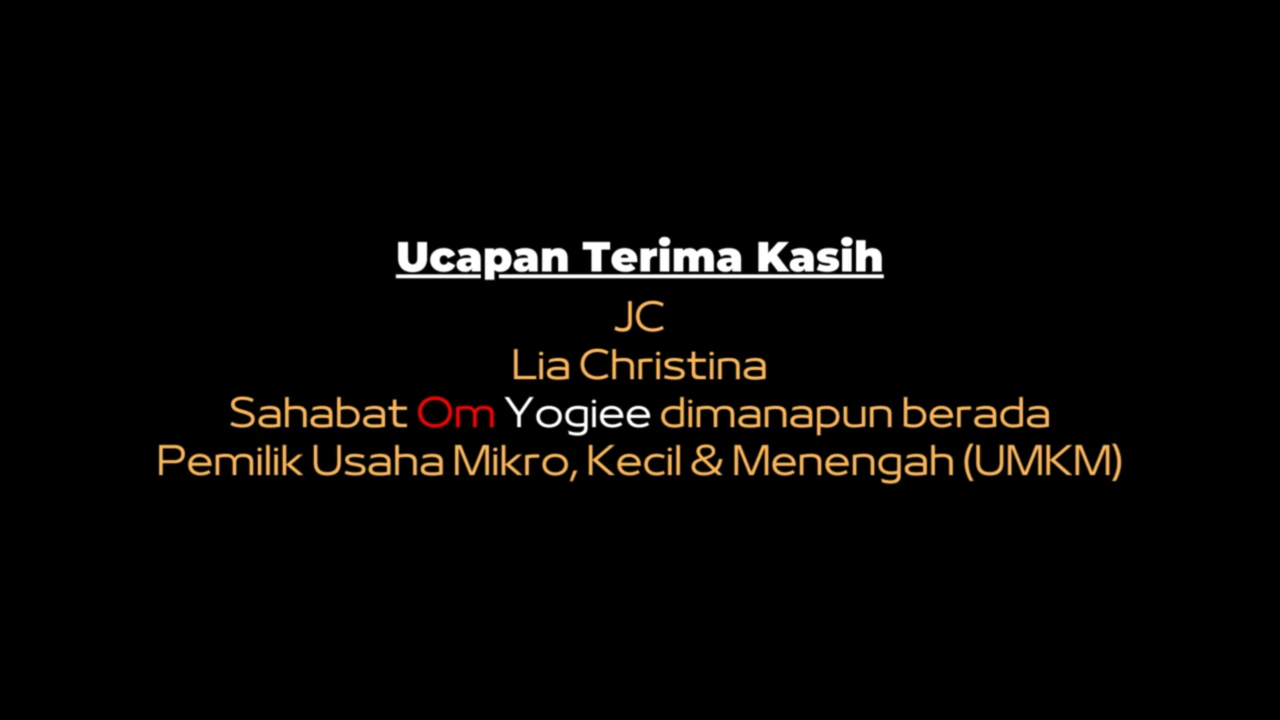 Ucapan Terima Kasih
JC
Lia Christina
Sahabat Om Yogiee dimanapun berada
Pemilik Usaha Mikro, Kecil & Menengah (UMKM)